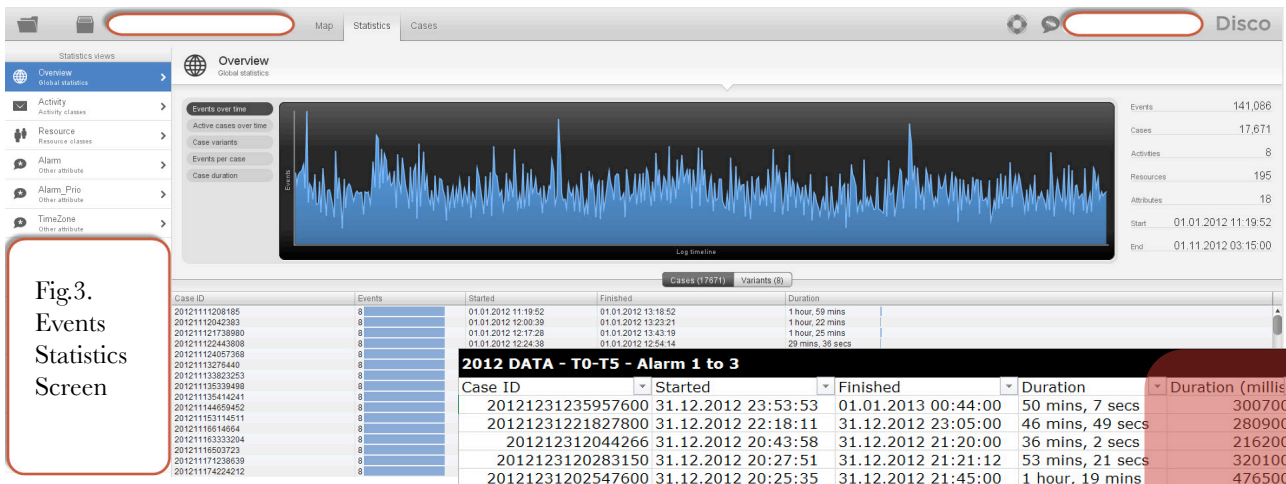 Map Statistics Cases
Disco
Statistics views
Overview
Global statistics
Activity
Activity classes
Resource
Resource classes
Alarm
Other attribute
Alarm_Prio
Other attribute
TimeZone
Other attribute
Fig.3.
Events
Statistics
Screen
Overview
Global statistics
Events over time
Active cases over time
Case variants
Events per case
Case duration
Events
Log timeline
Events 141,086
Cases 17,671
Activities 8
Resources 195
Attributes 18
Start 01.01.2012 11:19:52
End 01.11.2012 03:15:00
Cases (17671) Variants (8)
Case ID Events Started Finished Duration
20121111208185 8 01.01.2012 11:19:52 01.01.2012 13:18:52 1 hour, 59 mins
20121112042383 8 01.01.2012 12:00:39 01.01.2012 13:23:21 1 hour, 22 mins
20121121738980 8 01.01.2012 12:17:28 01.01.2012 13:43:19 1 hour, 25 mins
20121122443808 8 01.01.2012 12:24:38 01.01.2012 12:54:14 29 mins, 36 secs
20121124057368 8
20121113276440 8
20121133823253 8
20121135339498 8
20121135414241 8
20121144659452 8
20121153114511 8
20121116614664 8
20121163333204 8
20121116503723 8
20121171238639 8
201211174224212 8
2012 DATA - T0-T5 - Alarm 1 to 3
Case ID Started Finished Duration Duration (millis
20121231235957600 31.12.2012 23:53:53 01.01.2013 00:44:00 50 mins, 7 secs 300700
20121231221827800 31.12.2012 22:18:11 31.12.2012 23:05:00 46 mins, 49 secs 280900
201212312044266 31.12.2012 20:43:58 31.12.2012 21:20:00 36 mins, 2 secs 216200
2012123120283150 31.12.2012 20:27:51 31.12.2012 21:21:12 53 mins, 21 secs 320100
20121231202547600 31.12.2012 20:25:35 31.12.2012 21:45:00 1 hour, 19 mins 476500